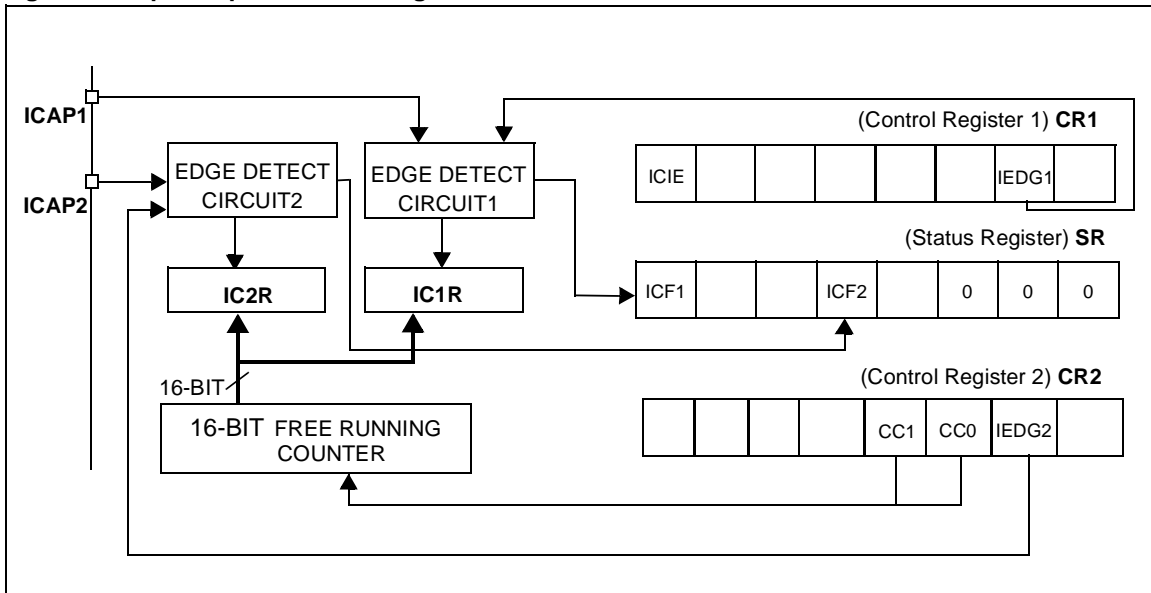 ICAP1
ICAP2
EDGE DETECT
CIRCUIT2
EDGE DETECT
CIRCUIT1
IC2R
IC1R
16-BIT
16-BIT FREE RUNNING
COUNTER
(Control Register 1) CR1
ICIE
IEDG1
(Status Register) SR
ICF1
ICF2
0
0
0
(Control Register 2) CR2
CC1
CC0
IEDG2